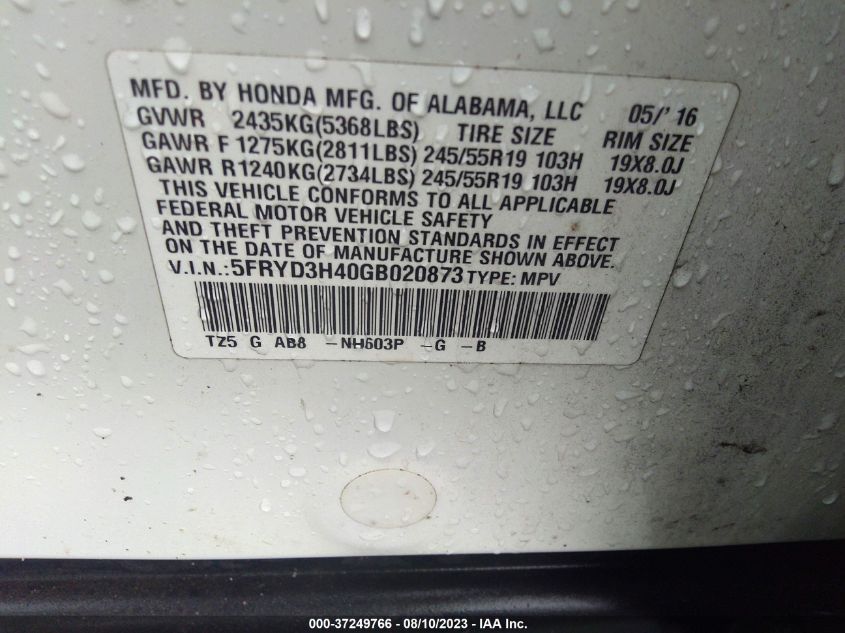 MFD. BY HONDA MFG. OF ALABAMA, LLC 05/' 16
GVWR 2435KG(5368LBS) TIRE SIZE RIM SIZE
GAWR F 1275KG(2811LBS) 245/55R19 103H 19X8.0J
GAWR R1240KG(2734LBS) 245/55R19 103H 19X8.0J
THIS VEHICLE CONFORMS TO ALL APPLICABLE
FEDERAL MOTOR VEHICLE SAFETY
AND THEFT PREVENTION STANDARDS IN EFFECT
ON THE DATE OF MANUFACTURE SHOWN ABOVE.
V.I.N.:5FRYD3H40GB020873 TYPE: MPV
TZ5 G AB8 -NH603P -G -B
000-37249766 - 08/10/2023 - IAA Inc.